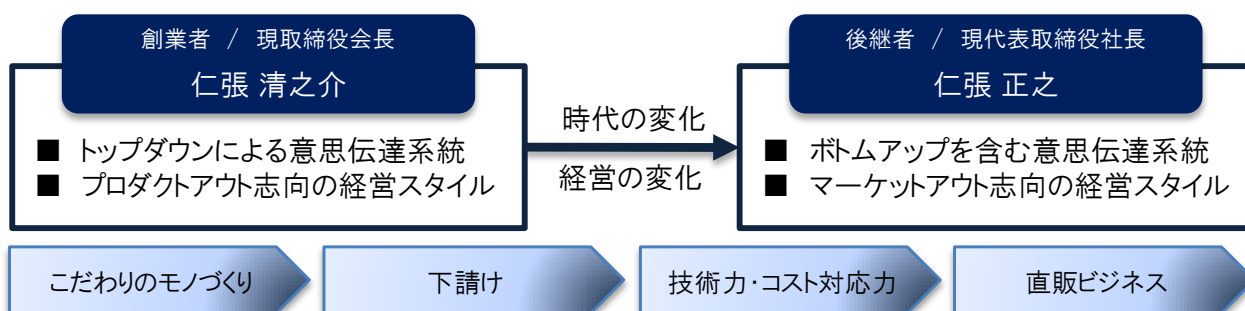 創業者 / 現取締役会長
仁張 清之介
■ トップダウンによる意思伝達系統
■ プロダクトアウト志向の経営スタイル
時代の変化
経営の変化
後継者 / 現代表取締役社長
仁張 正之
■ ボトムアップを含む意思伝達系統
■ マーケットアウト志向の経営スタイル
こだわりのモノづくり
下請け
技術力・コスト対応力
直販ビジネス